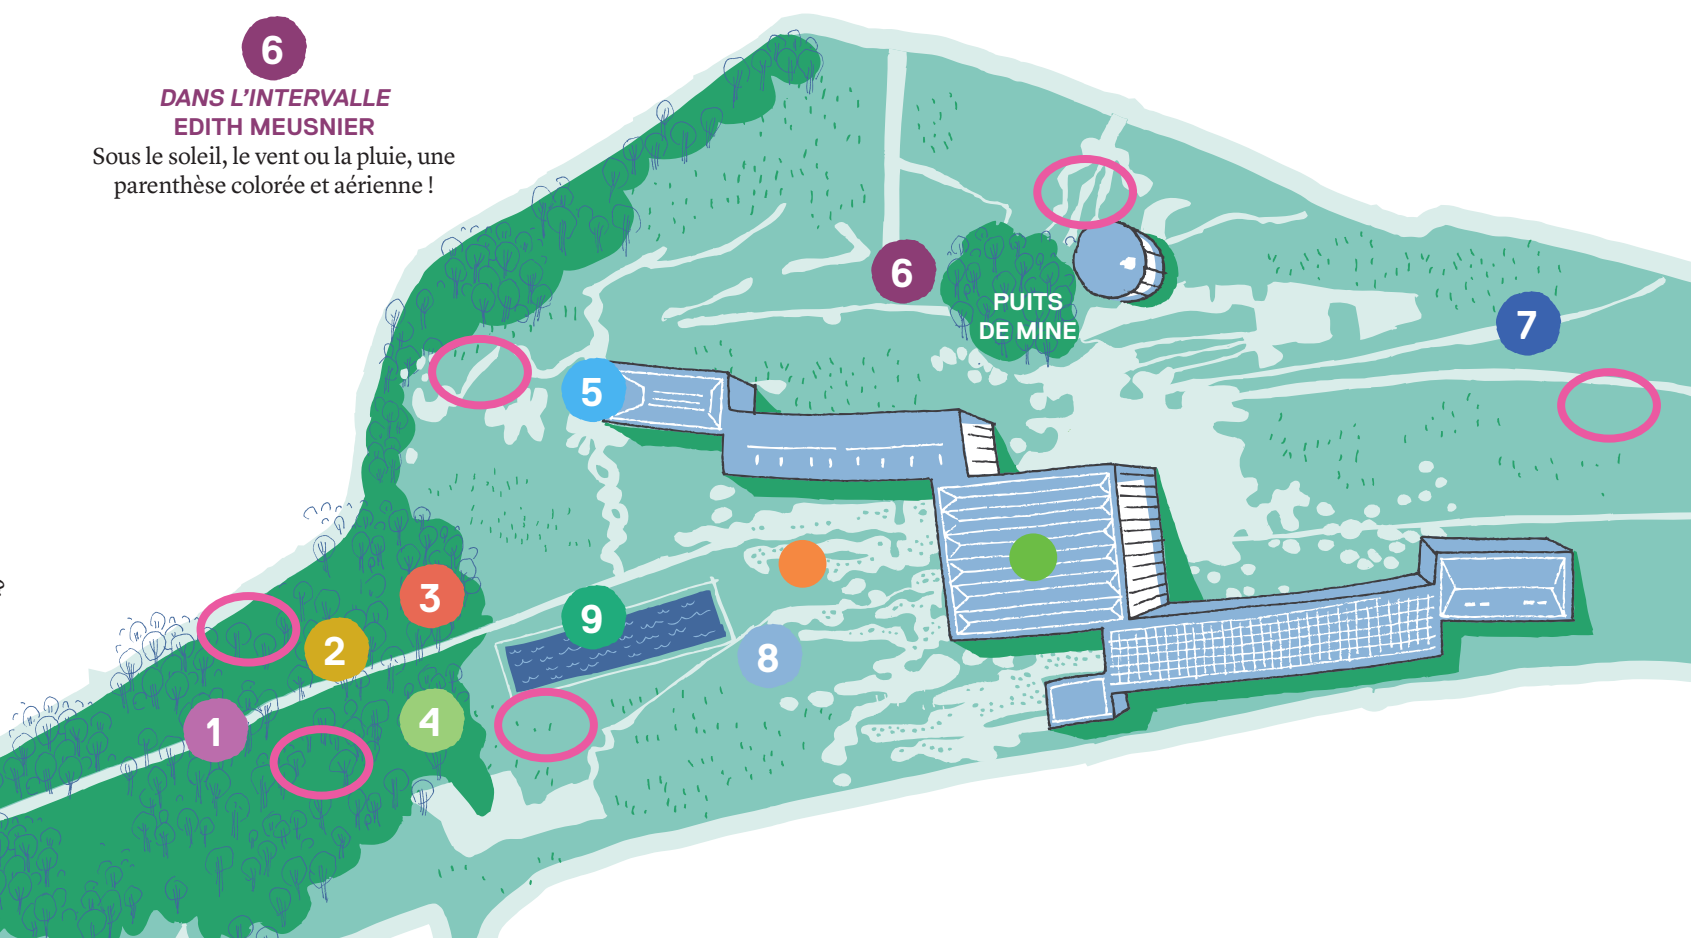 6
DANS L'INTERVALLE
EDITH MEUSNIER
Sous le soleil, le vent ou la pluie, une
parenthèse colorée et aérienne !
6
PUITS
DE MINE
7
5
3
9
2
8
1
4